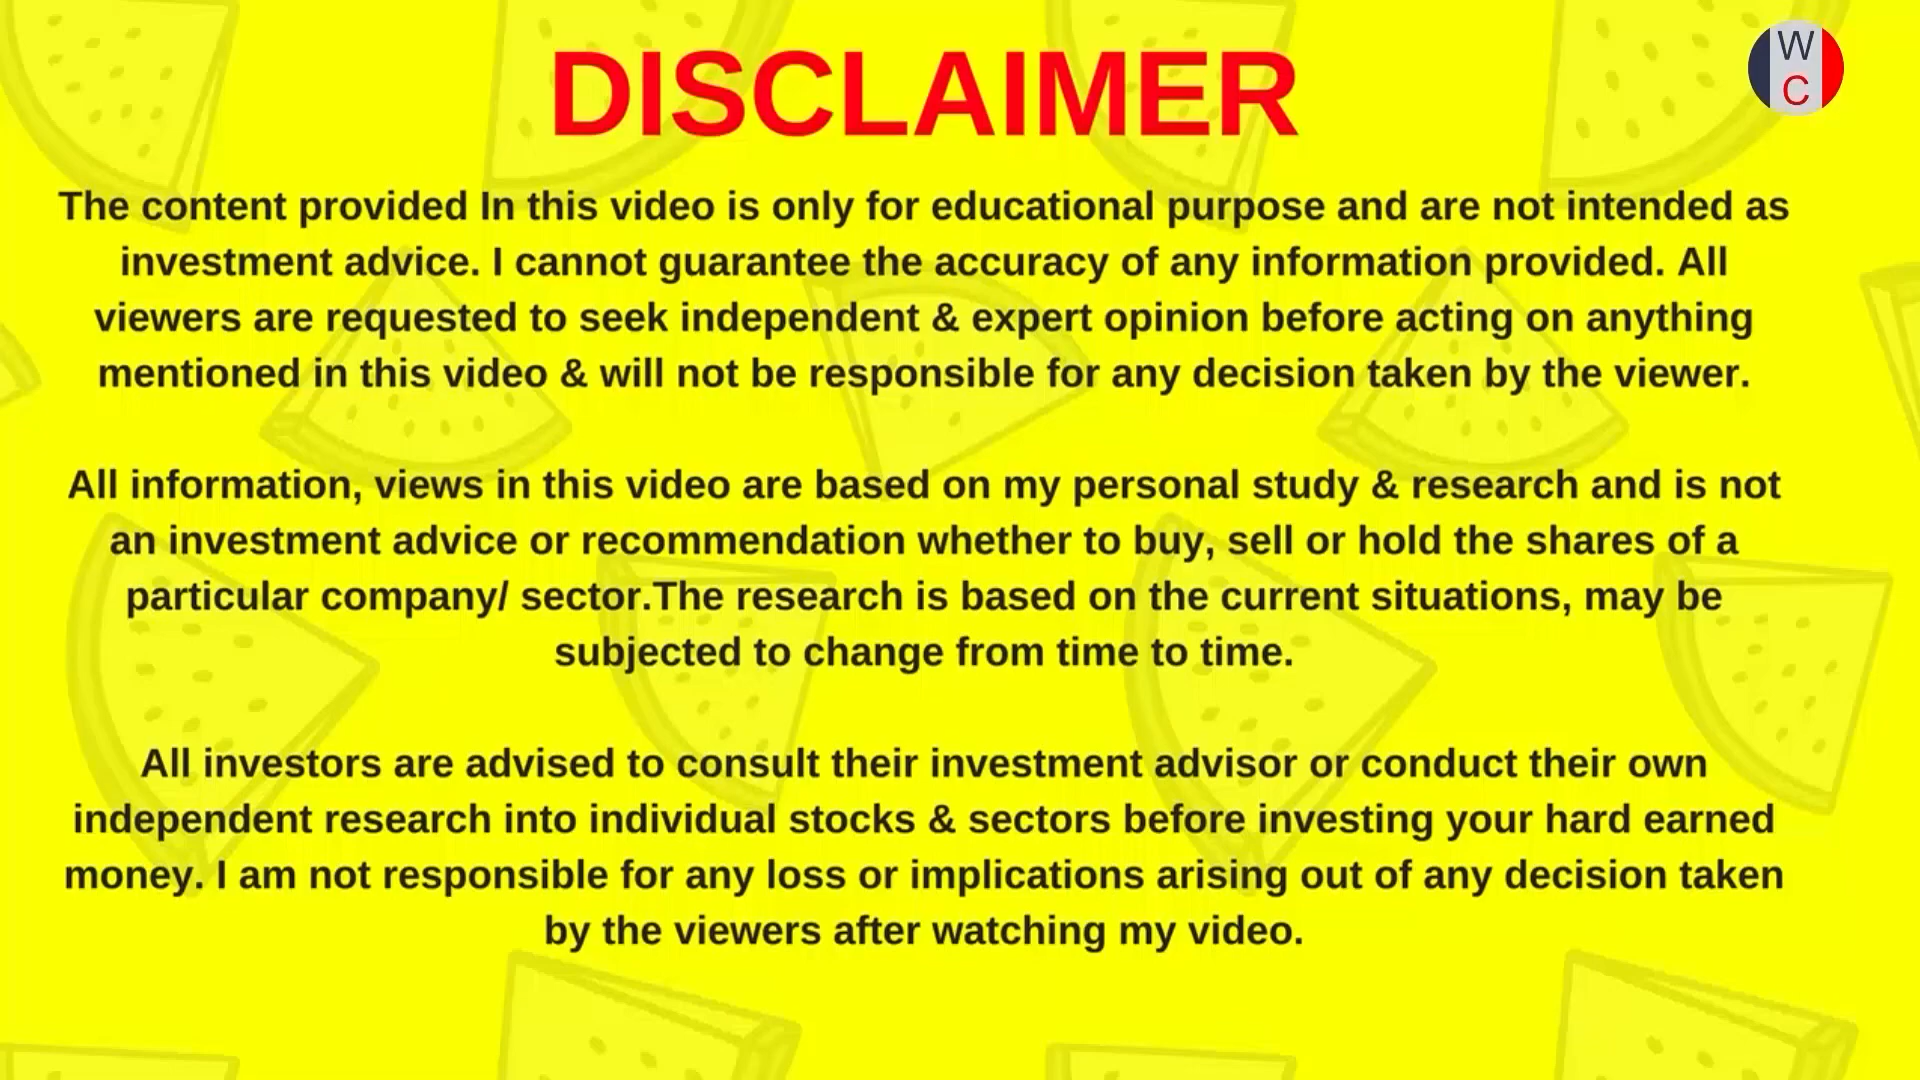 DISCLAIMER
W
C
The content provided In this video is only for educational purpose and are not intended as
investment advice. I cannot guarantee the accuracy of any information provided. All
viewers are requested to seek independent & expert opinion before acting on anything
mentioned in this video & will not be responsible for any decision taken by the viewer.
All information, views in this video are based on my personal study & research and is not
an investment advice or recommendation whether to buy, sell or hold the shares of a
particular company/ sector.The research is based on the current situations, may be
subjected to change from time to time.
All investors are advised to consult their investment advisor or conduct their own
independent research into individual stocks & sectors before investing your hard earned
money. I am not responsible for any loss or implications arising out of any decision taken
by the viewers after watching my video.